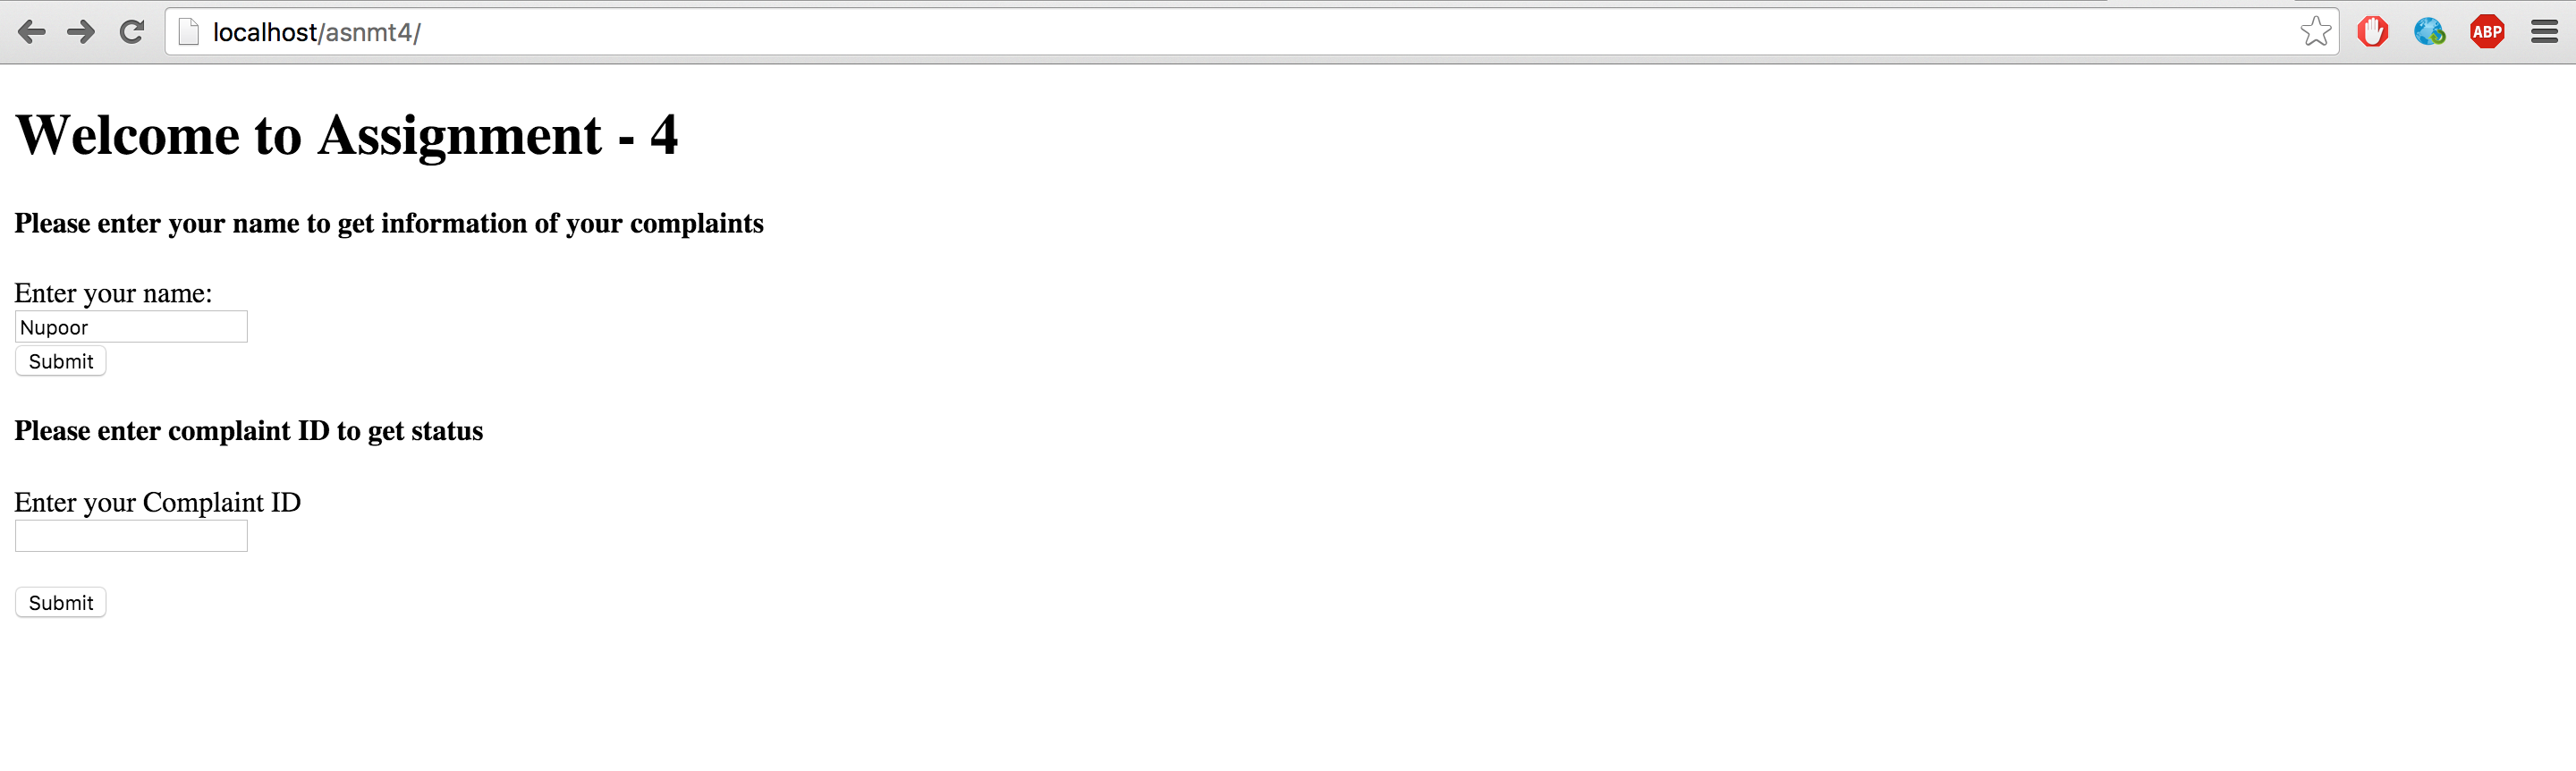 localhost/asnmt4/
ABP
Welcome to Assignment - 4
Please enter your name to get information of your complaints
Enter your name:
Nupoor
Submit
Please enter complaint ID to get status
Enter your Complaint ID
Submit